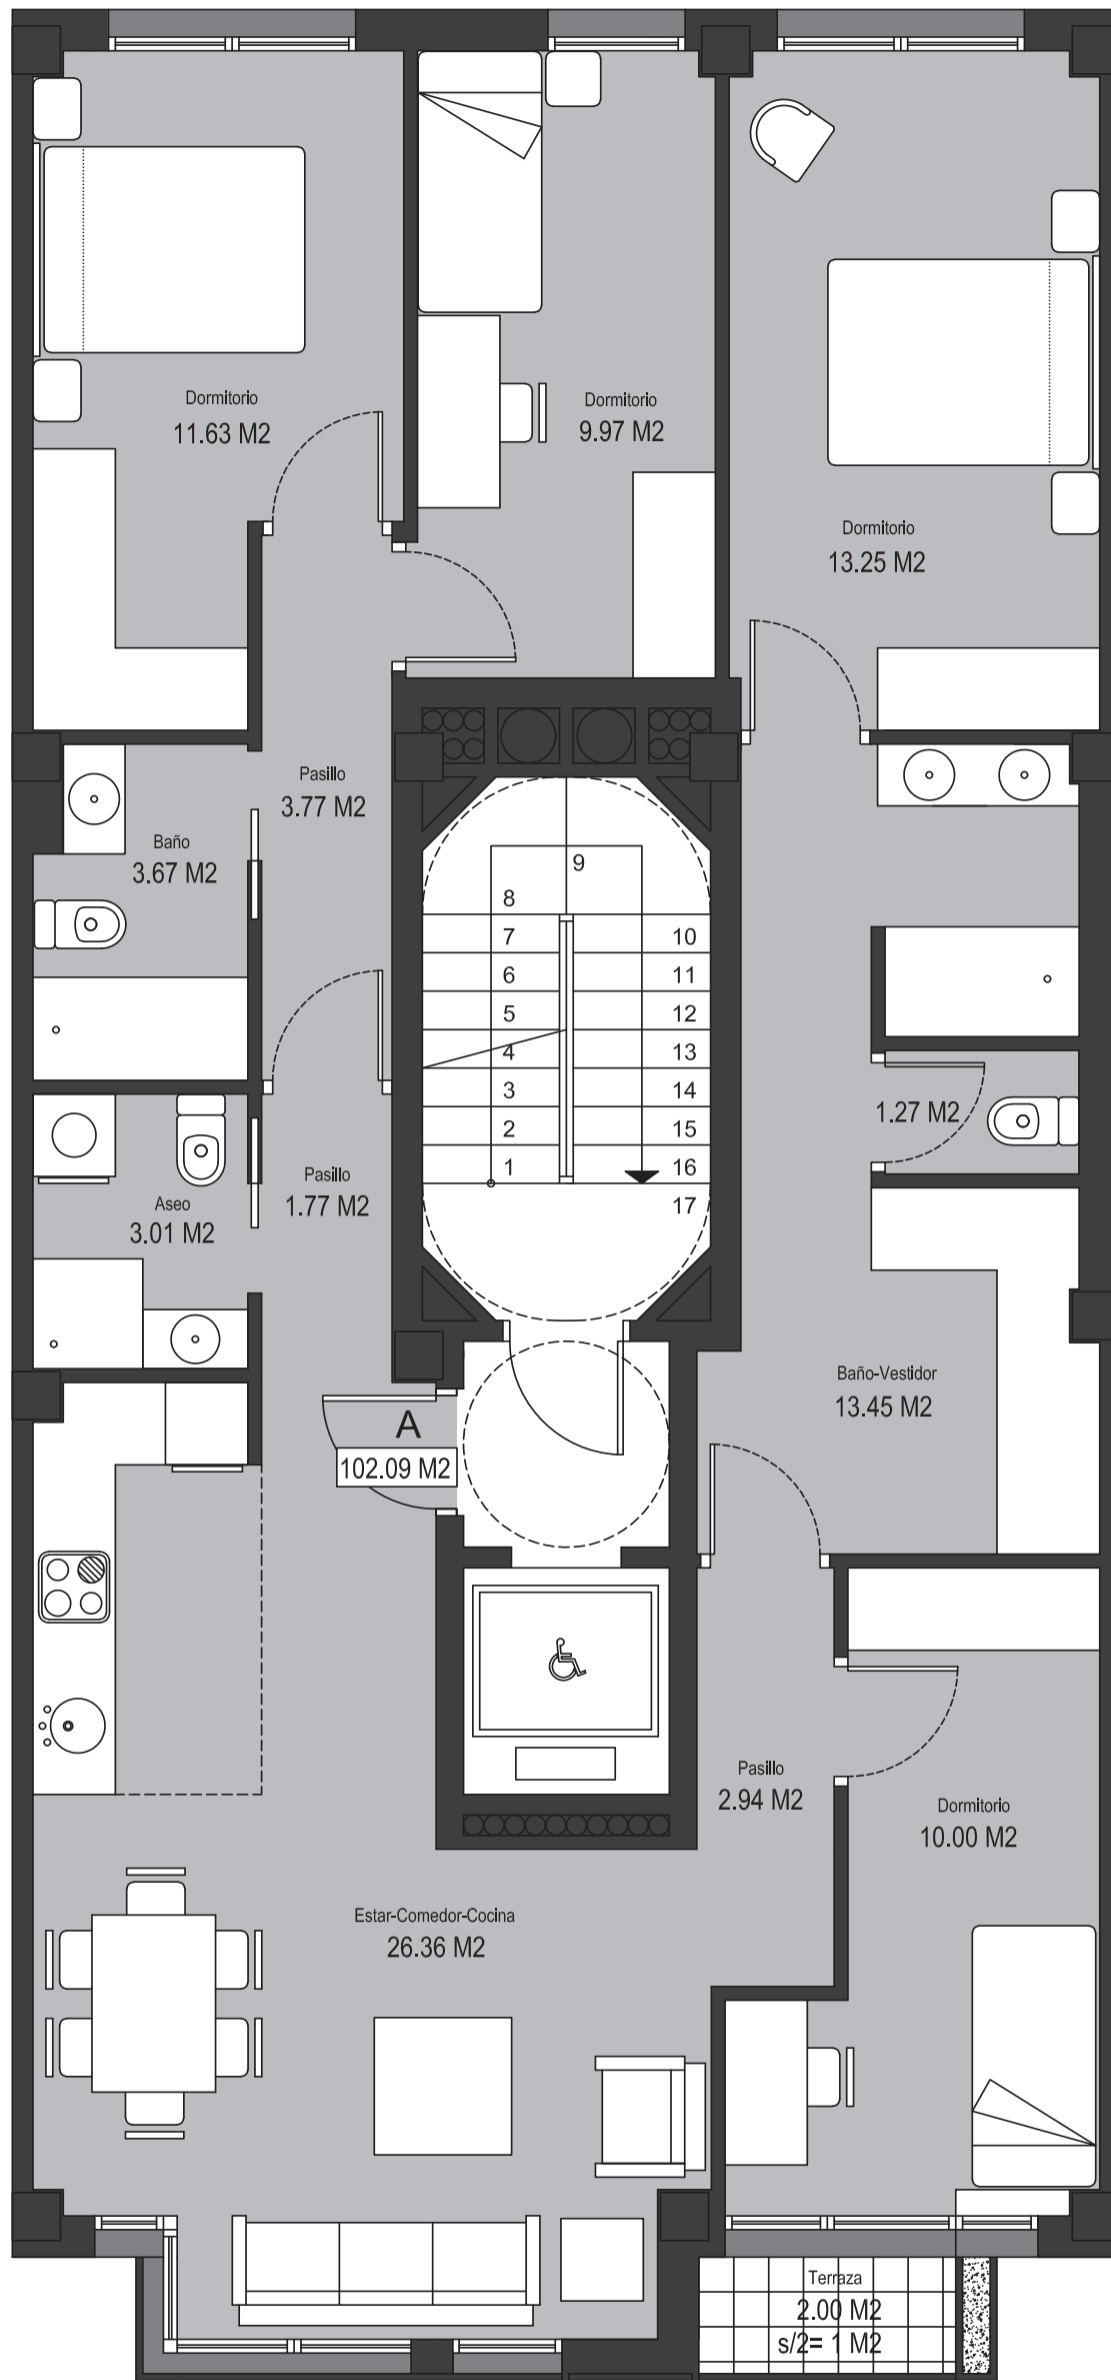 Dormitorio
11.63 M2
Dormitorio
9.97 M2
Dormitorio
13.25 M2
Pasillo
3.77 M2
Baño
3.67 M2
9
8
7
6
5
4
3
2
1
10
11
12
13
14
15
16
17
1.27 M2
Pasillo
1.77 M2
Aseo
3.01 M2
Baño-Vestidor
13.45 M2
A
102.09 M2
Pasillo
2.94 M2
Dormitorio
10.00 M2
Estar-Comedor-Cocina
26.36 M2
Terraza
2.00 M2
s/2= 1 M2